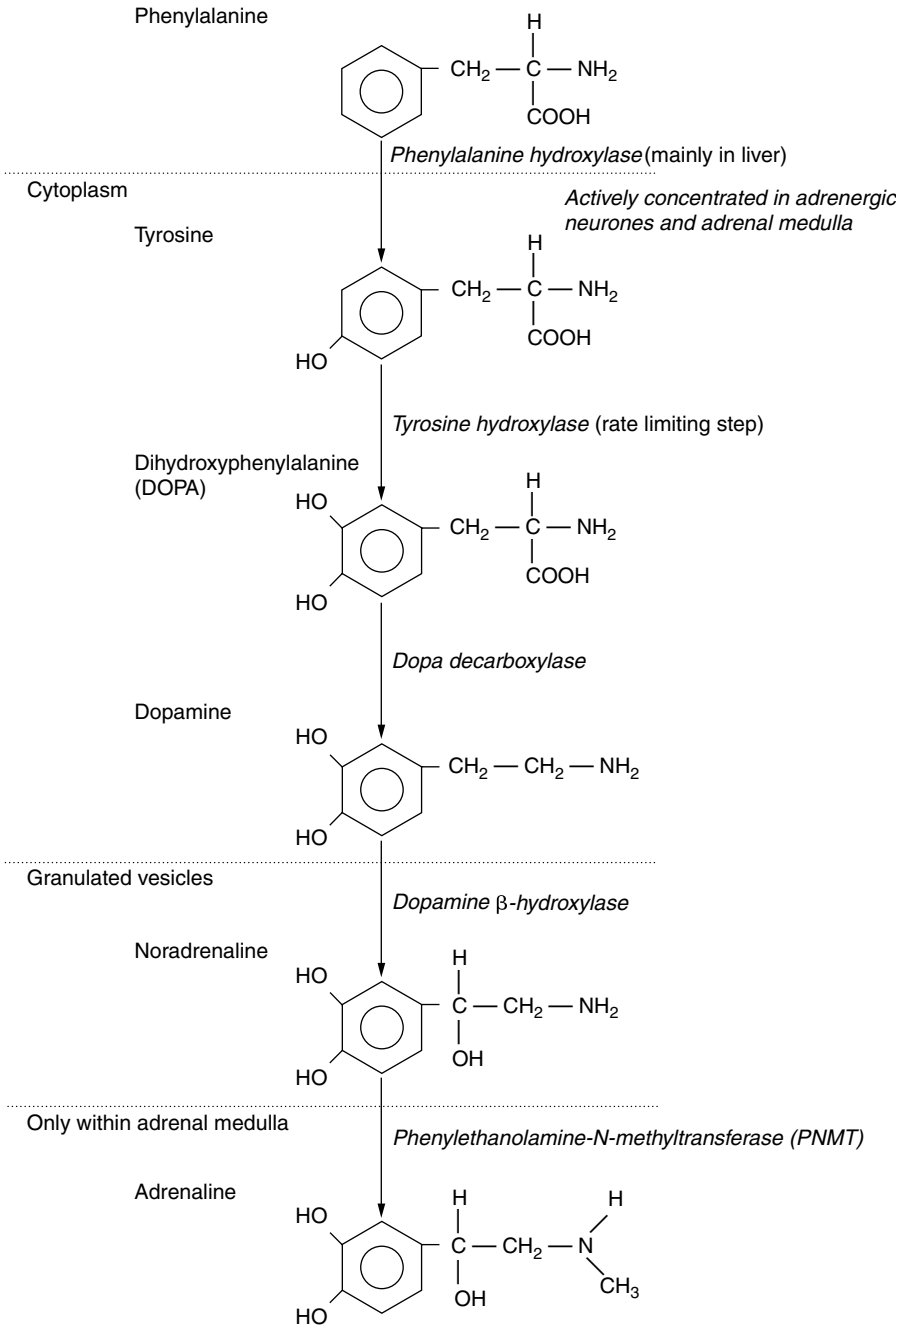 Phenylalanine
H
CH₂ — C — NH₂
COOH
Phenylalanine hydroxylase (mainly in liver)
Cytoplasm
Actively concentrated in adrenergic
neurones and adrenal medulla
Tyrosine
H
CH₂ — C — NH₂
COOH
HO
Tyrosine hydroxylase (rate limiting step)
Dihydroxyphenylalanine
(DOPA)
H
HO
CH₂ — C — NH₂
COOH
HO
Dopa decarboxylase
Dopamine
HO
CH₂ — CH₂ — NH₂
HO
Granulated vesicles
Dopamine β-hydroxylase
Noradrenaline
H
HO
C — CH₂ — NH₂
OH
HO
Only within adrenal medulla
Phenylethanolamine-N-methyltransferase (PNMT)
Adrenaline
H
H
HO
C — CH₂ — N
CH₃
OH
HO